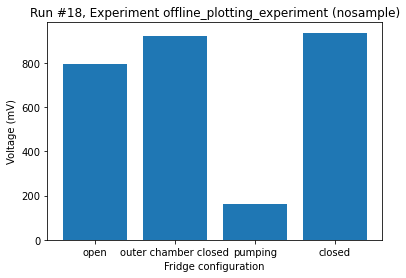 Run #18, Experiment offline_plotting_experiment (nosample)
Voltage (mV)
800
600
400
200
0
open outer chamber closed pumping closed
Fridge configuration